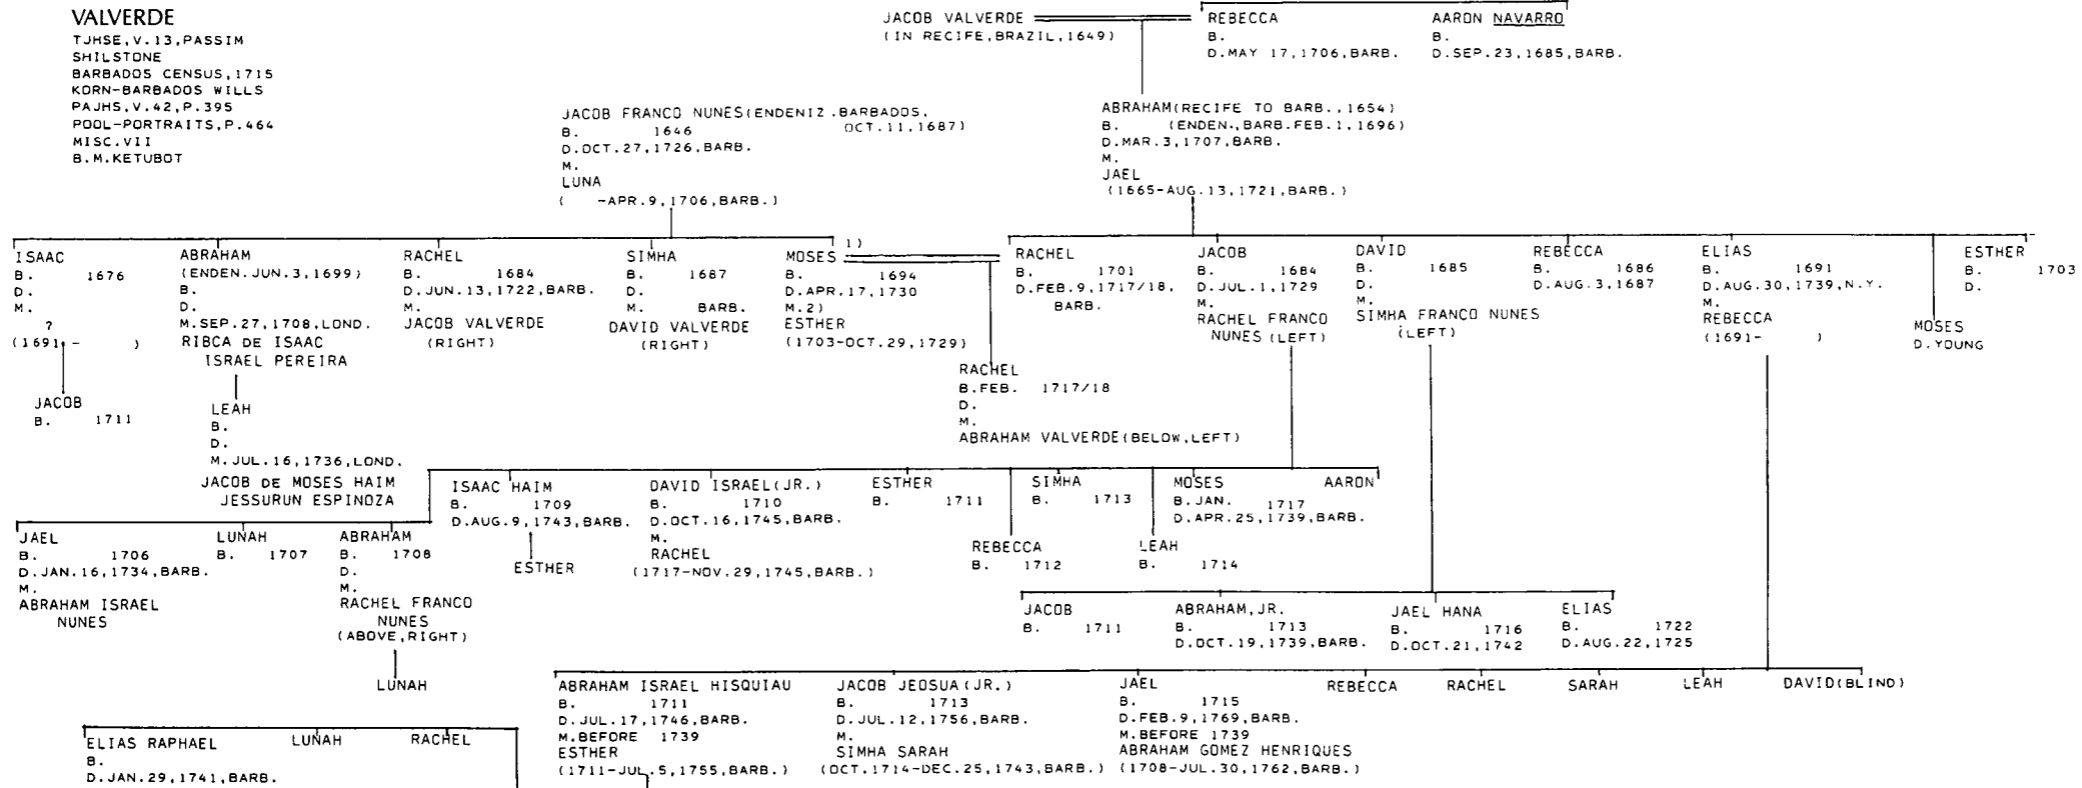 VALVERDE
TJHSE,V.13,PASSIM
SHILSTONE
BARBADOS CENSUS,1715
KORN-BARBADOS WILLS
PAJHS,V.42,P.395
POOL-PORTRAITS,P.464
MISC.VII
B.M.KETUBOT
JACOB VALVERDE
(IN RECIFE,BRAZIL,1649)
REBECCA
B.
D.MAY 17,1706,BARB.
AARON NAVARRO
B.
D.SEP.23,1685,BARB.
JACOB FRANCO NUNES(ENDENIZ.BARBADOS,
B. 1646 OCT.11,1687)
D.OCT.27,1726,BARB.
M.
LUNA
( -APR.9,1706,BARB.)
ABRAHAM(RECIFE TO BARB.,1654)
B. (ENDEN.,BARB.FEB.1,1696)
D.MAR.3,1707,BARB.
M.
JAEL
(1665-AUG.13,1721,BARB.)
ISAAC
B. 1676
D.
M.
?
(1691- )
ABRAHAM
(ENDEN.JUN.3,1699)
B.
D.
M.SEP.27,1708,LOND.
RIBCA DE ISAAC
ISRAEL PEREIRA
RACHEL
B. 1684
D.JUN.13,1722,BARB.
M.
JACOB VALVERDE
(RIGHT)
SIMHA
B. 1687
D.
M. BARB.
DAVID VALVERDE
(RIGHT)
MOSES
B. 1694
D.APR.17,1730
M.2)
ESTHER
(1703-OCT.29,1729)
1)
RACHEL
B. 1701
D.FEB.9,1717/18,
BARB.
JACOB
B. 1684
D.JUL.1,1729
M.
RACHEL FRANCO
NUNES (LEFT)
DAVID
B. 1685
D.
M.
SIMHA FRANCO NUNES
(LEFT)
REBECCA
B. 1686
D.AUG.3,1687
ELIAS
B. 1691
D.AUG.30,1739,N.Y.
M.
REBECCA
(1691- )
MOSES
D.YOUNG
ESTHER
B. 1703
D.
JACOB
B. 1711
LEAH
B.
D.
M.JUL.16,1736,LOND.
JACOB DE MOSES HAIM
JESSURUN ESPINOZA
RACHEL
B.FEB. 1717/18
D.
M.
ABRAHAM VALVERDE(BELOW,LEFT)
JAEL
B. 1706
D.JAN.16,1734,BARB.
M.
ABRAHAM ISRAEL
NUNES
LUNAH
B. 1707
ABRAHAM
B. 1708
D.
M.
RACHEL FRANCO
NUNES
(ABOVE,RIGHT)
LUNAH
ISAAC HAIM
B. 1709
D.AUG.9,1743,BARB.
ESTHER
DAVID ISRAEL(JR.)
B. 1710
D.OCT.16,1745,BARB.
M.
RACHEL
(1717-NOV.29,1745,BARB.)
ESTHER
B. 1711
REBECCA
B. 1712
SIMHA
B. 1713
LEAH
B. 1714
MOSES
B.JAN. 1717
D.APR.25,1739,BARB.
AARON
JACOB
B. 1711
ABRAHAM,JR.
B. 1713
D.OCT.19,1739,BARB.
JAEL HANA
B. 1716
D.OCT.21,1742
ELIAS
B. 1722
D.AUG.22,1725
ABRAHAM ISRAEL HISQUIAU
B. 1711
D.JUL.17,1746,BARB.
M.BEFORE 1739
ESTHER
(1711-JUL.5,1755,BARB.)
JACOB JEOSUA(JR.)
B. 1713
D.JUL.12,1756,BARB.
M.
SIMHA SARAH
(OCT.1714-DEC.25,1743,BARB.)
JAEL
B. 1715
D.FEB.9,1769,BARB.
M.BEFORE 1739
ABRAHAM GOMEZ HENRIQUES
(1708-JUL.30,1762,BARB.)
REBECCA
RACHEL
SARAH
LEAH
DAVID(BLIND)
ELIAS RAPHAEL
B.
D.JAN.29,1741,BARB.
LUNAH
RACHEL